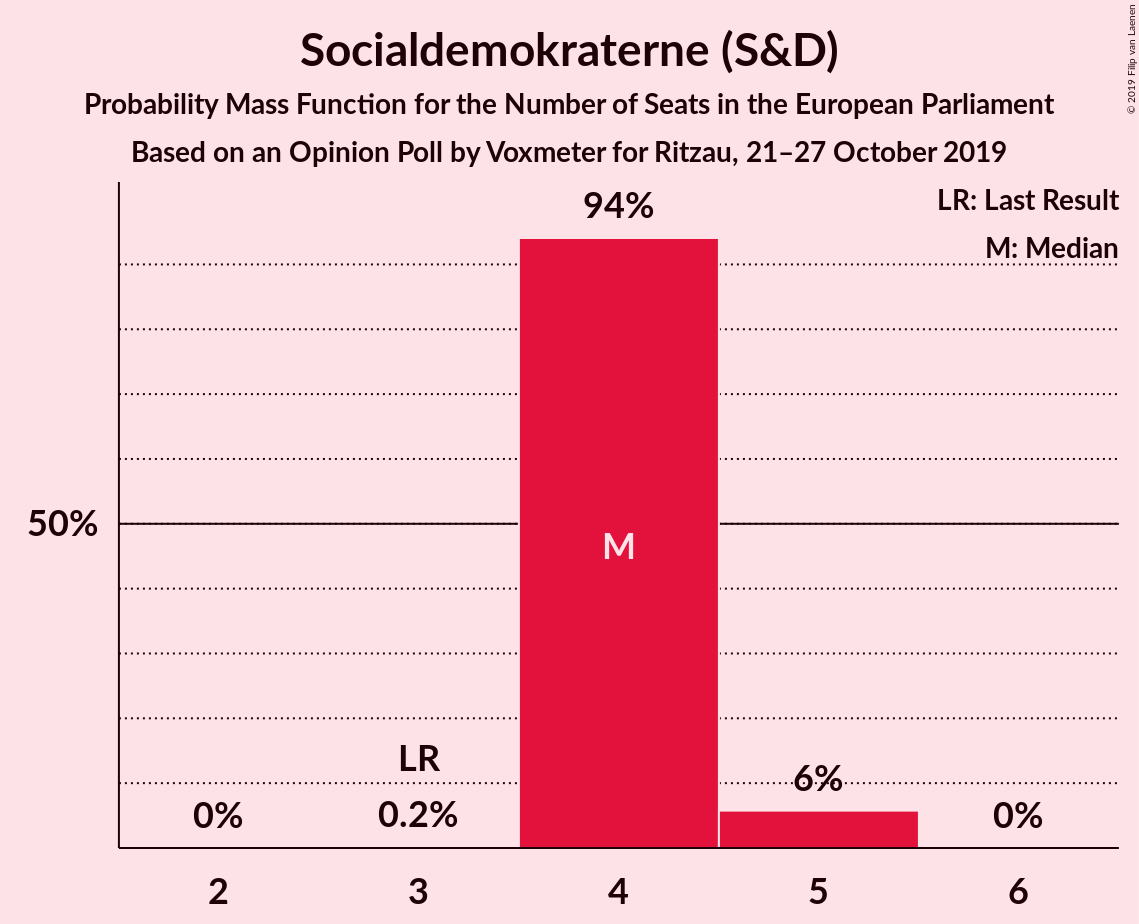 Socialdemokraterne (S&D)
Probability Mass Function for the Number of Seats in the European Parliament
Based on an Opinion Poll by Voxmeter for Ritzau, 21–27 October 2019
© 2019 Filip van Laenen
LR: Last Result
M: Median
94%
50%
M
LR
6%
0%
0.2%
0%
2
3
4
5
6